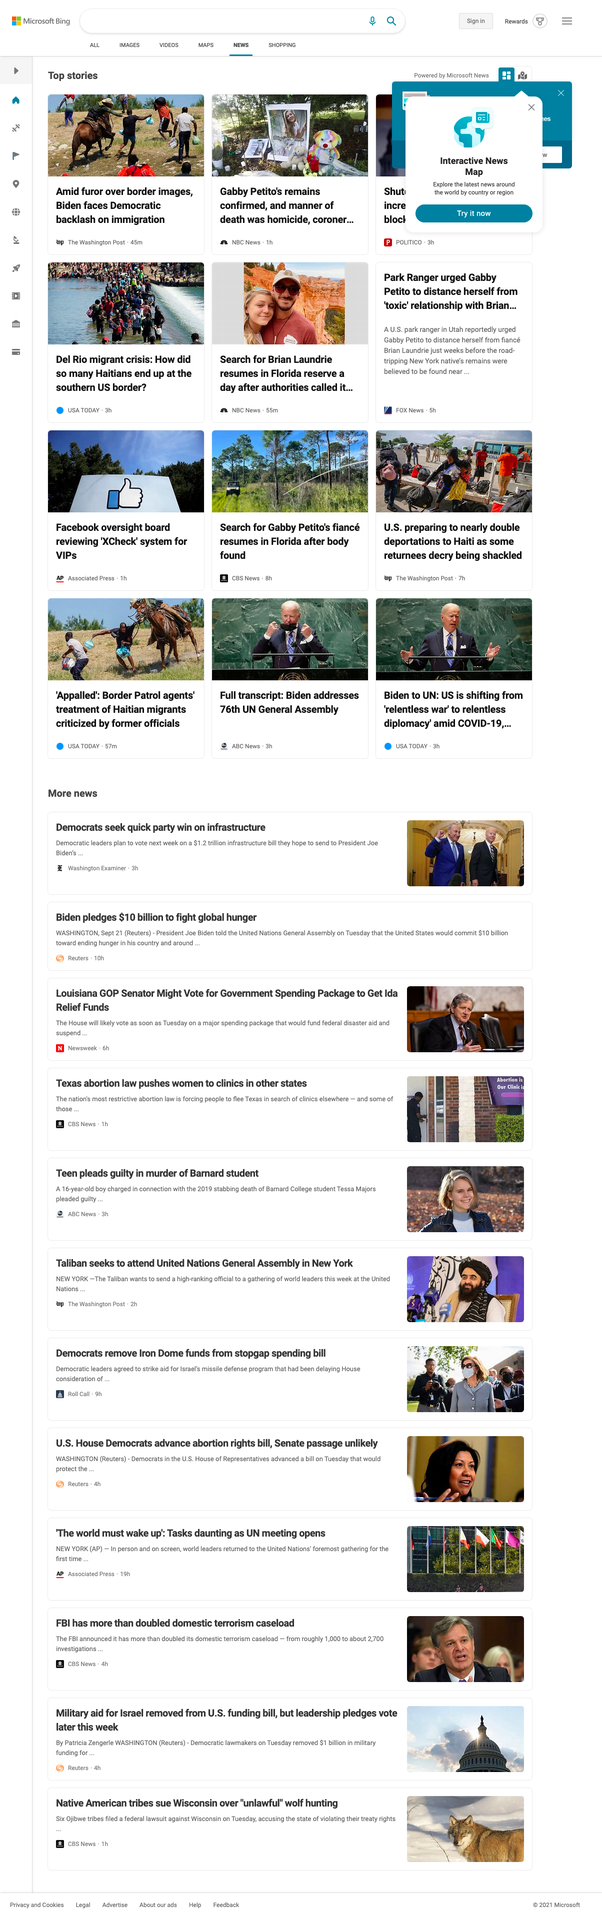 Microsoft Bing
Sign in
Rewards
ALL IMAGES VIDEOS MAPS NEWS SHOPPING
Top stories
Powered by Microsoft News
Interactive News
Map
Explore the latest news around
the world by country or region
Try it now
Amid furor over border images,
Biden faces Democratic
backlash on immigration
wp The Washington Post · 45m
Gabby Petito's remains
confirmed, and manner of
death was homicide, coroner...
NBC News · 1h
POLITICO · 3h
Del Rio migrant crisis: How did
so many Haitians end up at the
southern US border?
USA TODAY · 3h
Search for Brian Laundrie
resumes in Florida reserve a
day after authorities called it...
NBC News · 55m
Park Ranger urged Gabby
Petito to distance herself from
'toxic' relationship with Brian...
A U.S. park ranger in Utah reportedly urged
Gabby Petito to distance herself from fiancé
Brian Laundrie just weeks before the road-
tripping New York native's remains were
believed to be found near ...
FOX News · 5h
Facebook oversight board
reviewing 'XCheck' system for
VIPs
AP Associated Press · 1h
Search for Gabby Petito's fiancé
resumes in Florida after body
found
CBS News · 8h
U.S. preparing to nearly double
deportations to Haiti as some
returnees decry being shackled
wp The Washington Post · 7h
'Appalled': Border Patrol agents'
treatment of Haitian migrants
criticized by former officials
USA TODAY · 57m
Full transcript: Biden addresses
76th UN General Assembly
ABC News · 3h
Biden to UN: US is shifting from
'relentless war' to relentless
diplomacy' amid COVID-19,...
USA TODAY · 3h
More news
Democrats seek quick party win on infrastructure
Democratic leaders plan to vote next week on a $1.2 trillion infrastructure bill they hope to send to President Joe
Biden's ...
Washington Examiner · 3h
Biden pledges $10 billion to fight global hunger
WASHINGTON, Sept 21 (Reuters) - President Joe Biden told the United Nations General Assembly on Tuesday that the United States would commit $10 billion
toward ending hunger in his country and around ...
Reuters · 10h
Louisiana GOP Senator Might Vote for Government Spending Package to Get Ida
Relief Funds
The House will likely vote as soon as Tuesday on a major spending package that would fund federal disaster aid and
suspend ...
N Newsweek · 6h
Texas abortion law pushes women to clinics in other states
The nation's most restrictive abortion law is forcing people to flee Texas in search of clinics elsewhere — and some of
those ...
CBS News · 1h
Teen pleads guilty in murder of Barnard student
A 16-year-old boy charged in connection with the 2019 stabbing death of Barnard College student Tessa Majors
pleaded guilty ...
ABC News · 3h
Taliban seeks to attend United Nations General Assembly in New York
NEW YORK —The Taliban wants to send a high-ranking official to a gathering of world leaders this week at the United
Nations ...
wp The Washington Post · 2h
Democrats remove Iron Dome funds from stopgap spending bill
Democratic leaders agreed to strike aid for Israel's missile defense program that had been delaying House
consideration of ...
Roll Call · 9h
U.S. House Democrats advance abortion rights bill, Senate passage unlikely
WASHINGTON (Reuters) - Democrats in the U.S. House of Representatives advanced a bill on Tuesday that would
protect the ...
Reuters · 4h
'The world must wake up': Tasks daunting as UN meeting opens
NEW YORK (AP) — In person and on screen, world leaders returned to the United Nations' foremost gathering for the
first time ...
AP Associated Press · 19h
FBI has more than doubled domestic terrorism caseload
The FBI announced it has more than doubled its domestic terrorism caseload — from roughly 1,000 to about 2,700
investigations ...
CBS News · 4h
Military aid for Israel removed from U.S. funding bill, but leadership pledges vote
later this week
By Patricia Zengerle WASHINGTON (Reuters) - Democratic lawmakers on Tuesday removed $1 billion in military
funding for ...
Reuters · 4h
Native American tribes sue Wisconsin over "unlawful" wolf hunting
Six Ojibwe tribes filed a federal lawsuit against Wisconsin on Tuesday, accusing the state of violating their treaty rights
...
CBS News · 1h
Privacy and Cookies Legal Advertise About our ads Help Feedback
© 2021 Microsoft